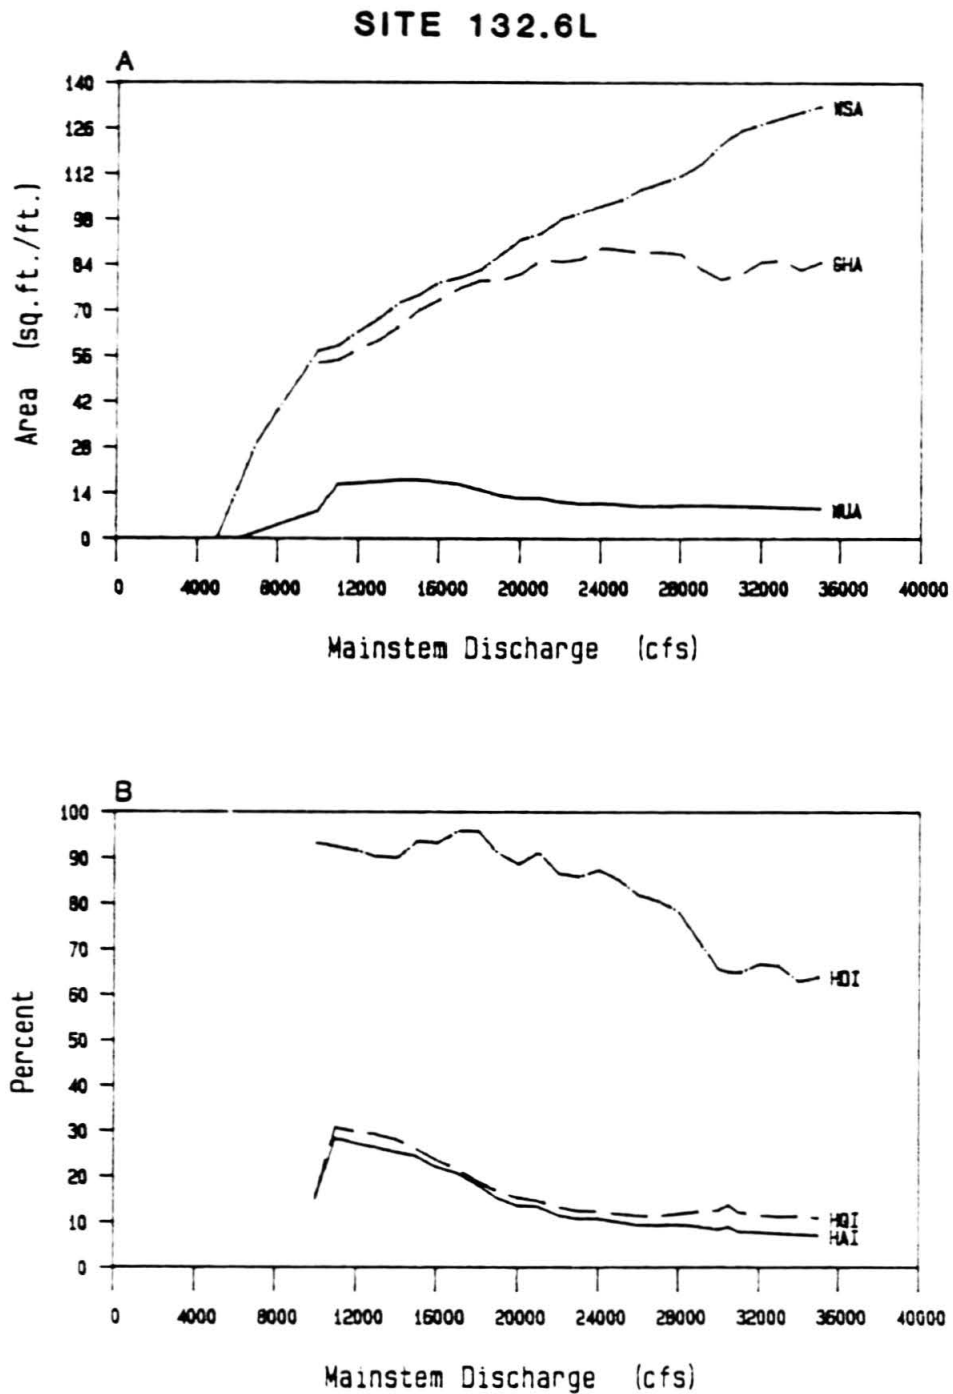 SITE 132.6L
A
140
126
112
98
84
70
56
42
28
14
0
Area (sq.ft./ft.)
WSA
GHA
WUA
0 4000 8000 12000 16000 20000 24000 28000 32000 36000 40000
Mainstem Discharge (cfs)
B
100
90
80
70
60
50
40
30
20
10
0
Percent
HDI
HQI
HAI
0 4000 8000 12000 16000 20000 24000 28000 32000 36000 40000
Mainstem Discharge (cfs)